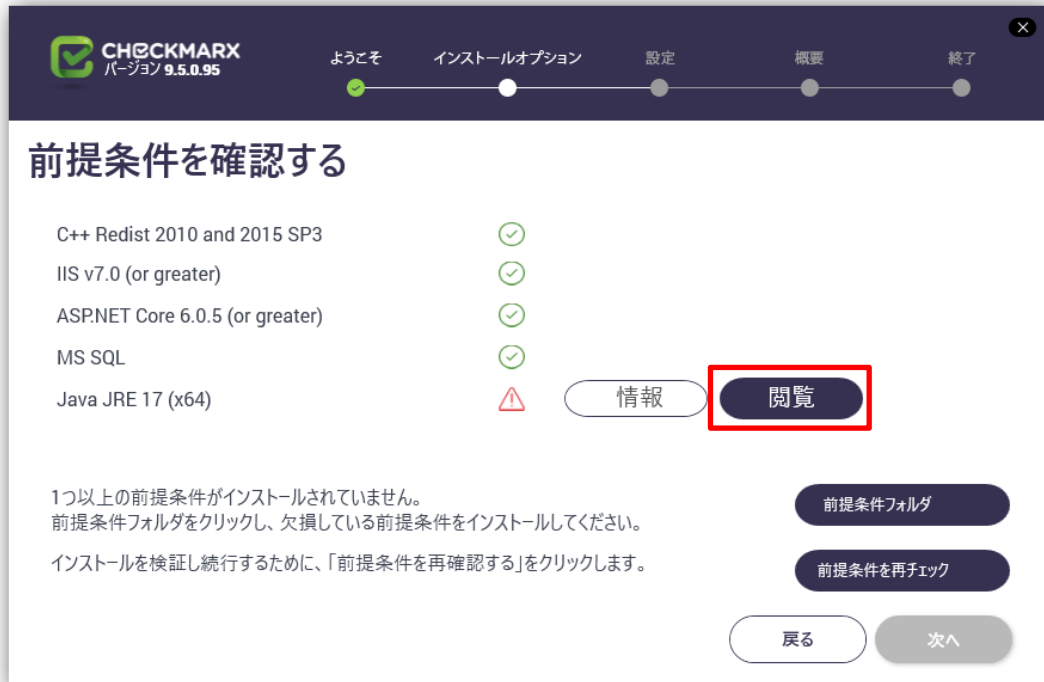 CHECKMARX
バージョン 9.5.0.95
ようこそ
インストールオプション
設定
概要
終了
前提条件を確認する
C++ Redist 2010 and 2015 SP3
IIS v7.0 (or greater)
ASP.NET Core 6.0.5 (or greater)
MS SQL
Java JRE 17 (x64)
情報
閲覧
1つ以上の前提条件がインストールされていません。
前提条件フォルダをクリックし、欠損している前提条件をインストールしてください。
前提条件フォルダ
インストールを検証し続行するために、「前提条件を再確認する」をクリックします。
前提条件を再チェック
戻る
次へ